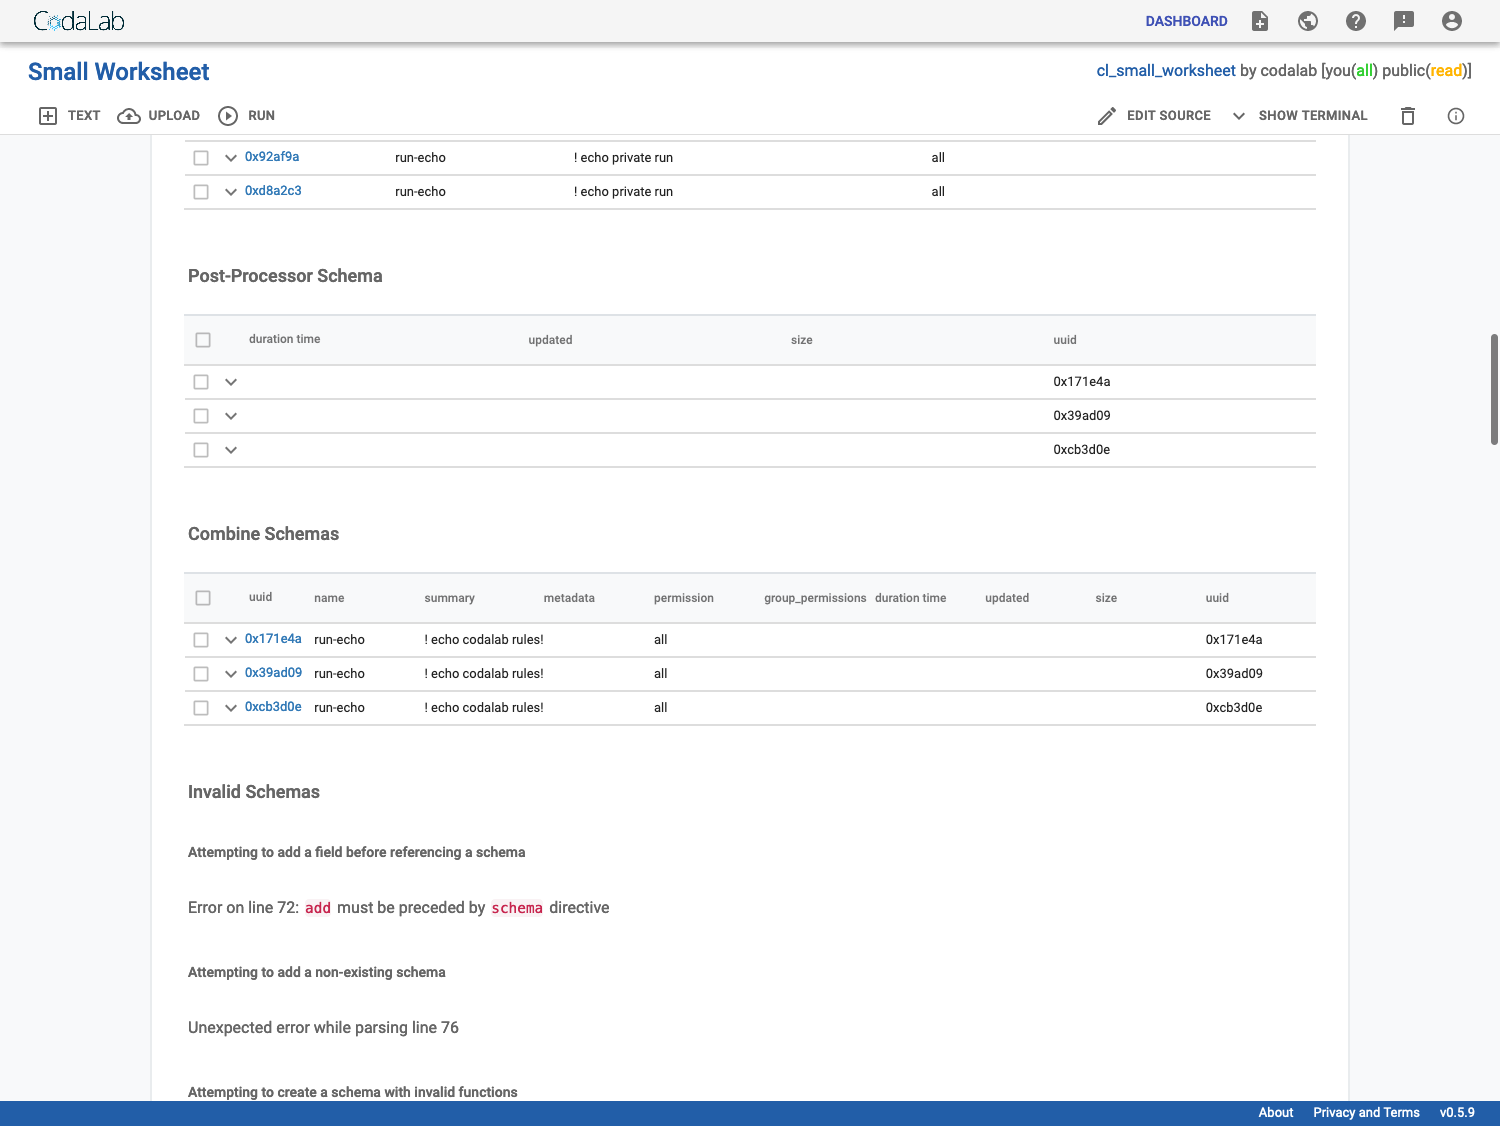 CodaLab DASHBOARD
Small Worksheet cl_small_worksheet by codalab [you(all) public(read)]
TEXT UPLOAD RUN EDIT SOURCE SHOW TERMINAL
0x92af9a run-echo ! echo private run all
0xd8a2c3 run-echo ! echo private run all
Post-Processor Schema
duration time updated size uuid
0x171e4a
0x39ad09
0xcb3d0e
Combine Schemas
uuid name summary metadata permission group_permissions duration time updated size uuid
0x171e4a run-echo ! echo codalab rules! all 0x171e4a
0x39ad09 run-echo ! echo codalab rules! all 0x39ad09
0xcb3d0e run-echo ! echo codalab rules! all 0xcb3d0e
Invalid Schemas
Attempting to add a field before referencing a schema
Error on line 72: add must be preceded by schema directive
Attempting to add a non-existing schema
Unexpected error while parsing line 76
Attempting to create a schema with invalid functions
About Privacy and Terms v0.5.9